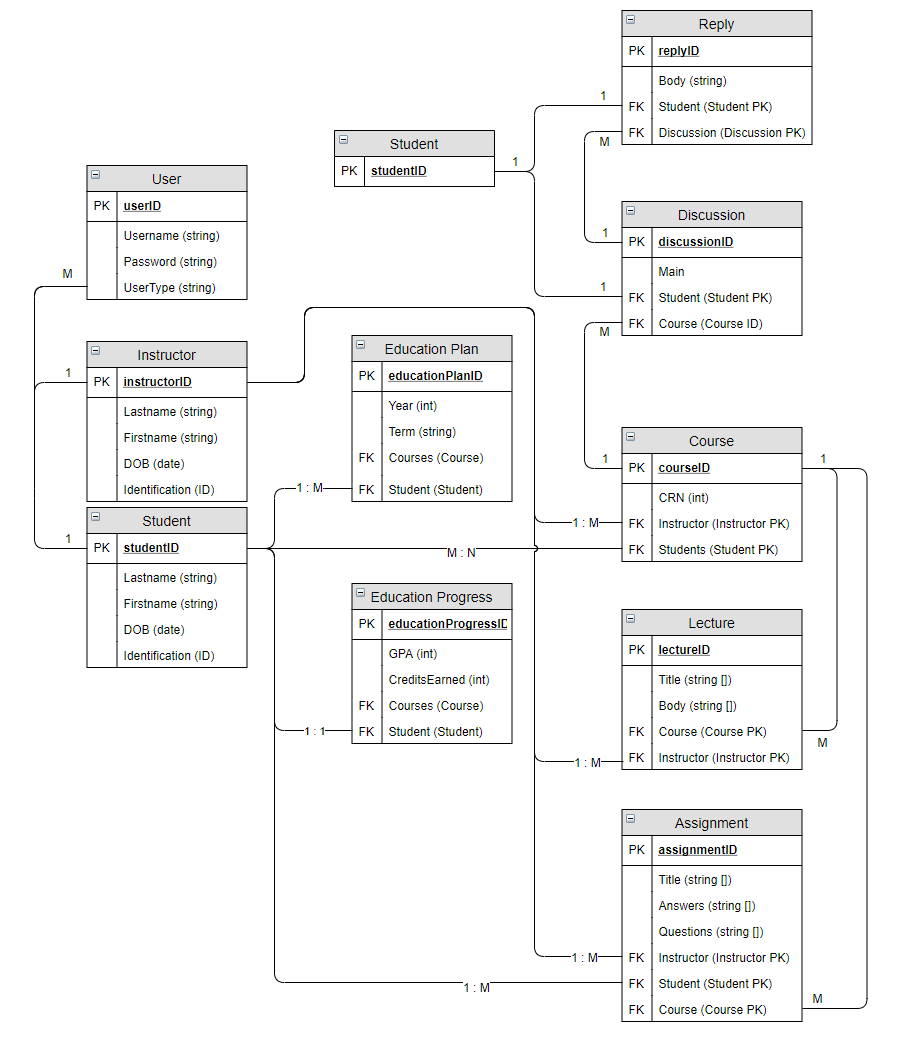 Reply
PK replyID
Body (string)
FK Student (Student PK)
FK Discussion (Discussion PK)
1
M
Student
PK studentID
1
User
PK userID
Username (string)
Password (string)
UserType (string)
M
Discussion
PK discussionID
Main
FK Student (Student PK)
FK Course (Course ID)
1
1
M
Instructor
PK instructorID
Lastname (string)
Firstname (string)
DOB (date)
Identification (ID)
1
Education Plan
PK educationPlanID
Year (int)
Term (string)
FK Courses (Course)
FK Student (Student)
1 : M
Course
PK courseID
CRN (int)
FK Instructor (Instructor PK)
FK Students (Student PK)
1
1
1 : M
M : N
Student
PK studentID
Lastname (string)
Firstname (string)
DOB (date)
Identification (ID)
1
Education Progress
PK educationProgressID
GPA (int)
CreditsEarned (int)
FK Courses (Course)
FK Student (Student)
1 : 1
Lecture
PK lectureID
Title (string [])
Body (string [])
FK Course (Course PK)
FK Instructor (Instructor PK)
M
1 : M
Assignment
PK assignmentID
Title (string [])
Answers (string [])
Questions (string [])
FK Instructor (Instructor PK)
FK Student (Student PK)
FK Course (Course PK)
1 : M
1 : M
M